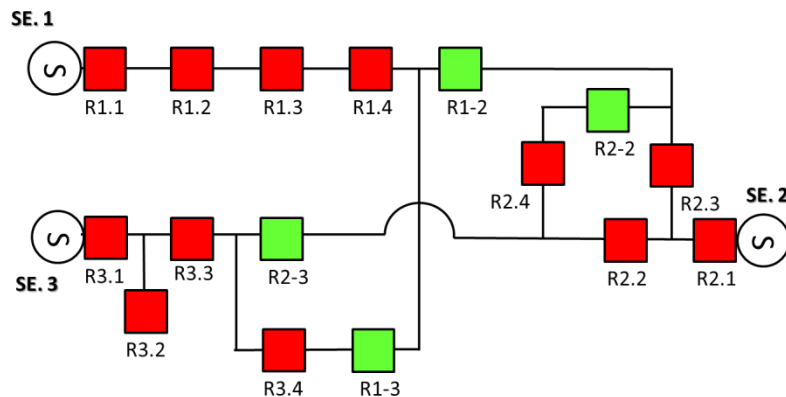 SE. 1
S
R1.1
R1.2
R1.3
R1.4
R1-2
R2-2
R2.4
R2.3
SE. 2
S
R2.2
R2.1
S
SE. 3
R3.1
R3.3
R2-3
R3.2
R3.4
R1-3